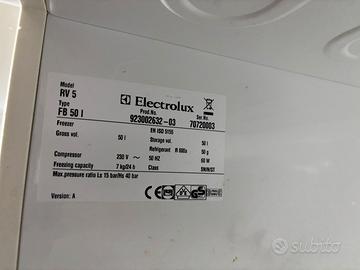 Model
RV 5
Type
FB 50 I
Electrolux
Prod.No. Ser.No.
923002632-03 70720003
Freezer EN ISO 5155
Gross vol. 50 l Storage vol. 50 l
Refrigerant R 600a 50 g
Compressor 230 V ~ 50 HZ 60 W
Freezing capacity 7 kg/24 h Class SN/N/ST
Max.pressure ratio Ls 15 bar/Hs 40 bar
Version: A
subito